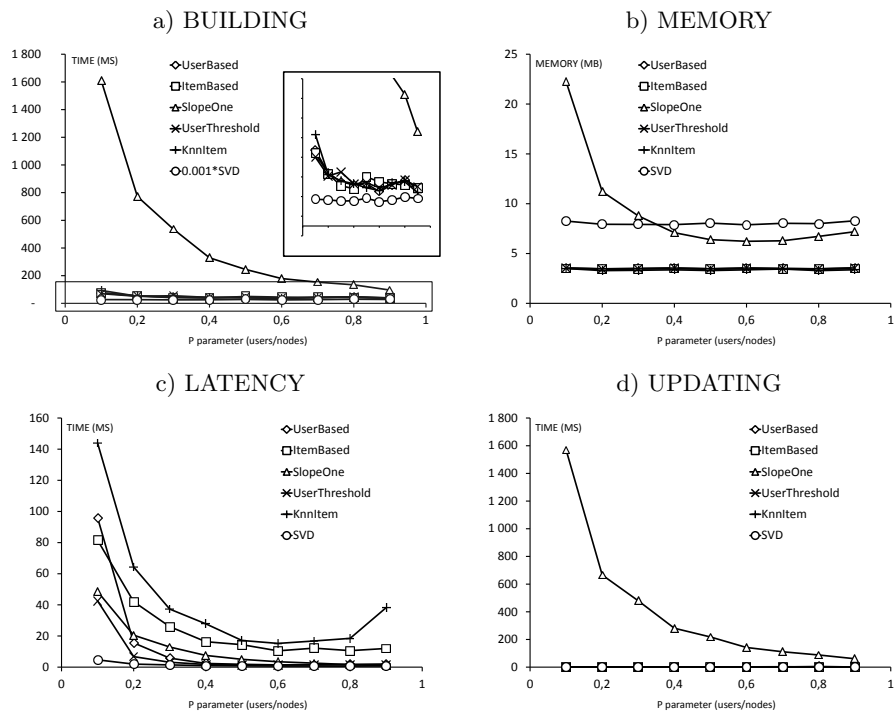 a) BUILDING
TIME (MS)
1 800
1 600
1 400
1 200
1 000
800
600
400
200
-
0
0,2
0,4
0,6
0,8
1
P parameter (users/nodes)
UserBased
ItemBased
SlopeOne
UserThreshold
KnnItem
0.001*SVD
b) MEMORY
MEMORY (MB)
25
20
15
10
5
0
0
0,2
0,4
0,6
0,8
1
P parameter (users/nodes)
UserBased
ItemBased
SlopeOne
UserThreshold
KnnItem
SVD
c) LATENCY
TIME (MS)
160
140
120
100
80
60
40
20
0
0
0,2
0,4
0,6
0,8
1
P parameter (users/nodes)
UserBased
ItemBased
SlopeOne
UserThreshold
KnnItem
SVD
d) UPDATING
TIME (MS)
1 800
1 600
1 400
1 200
1 000
800
600
400
200
0
0
0,2
0,4
0,6
0,8
1
P parameter (users/nodes)
UserBased
ItemBased
SlopeOne
UserThreshold
KnnItem
SVD